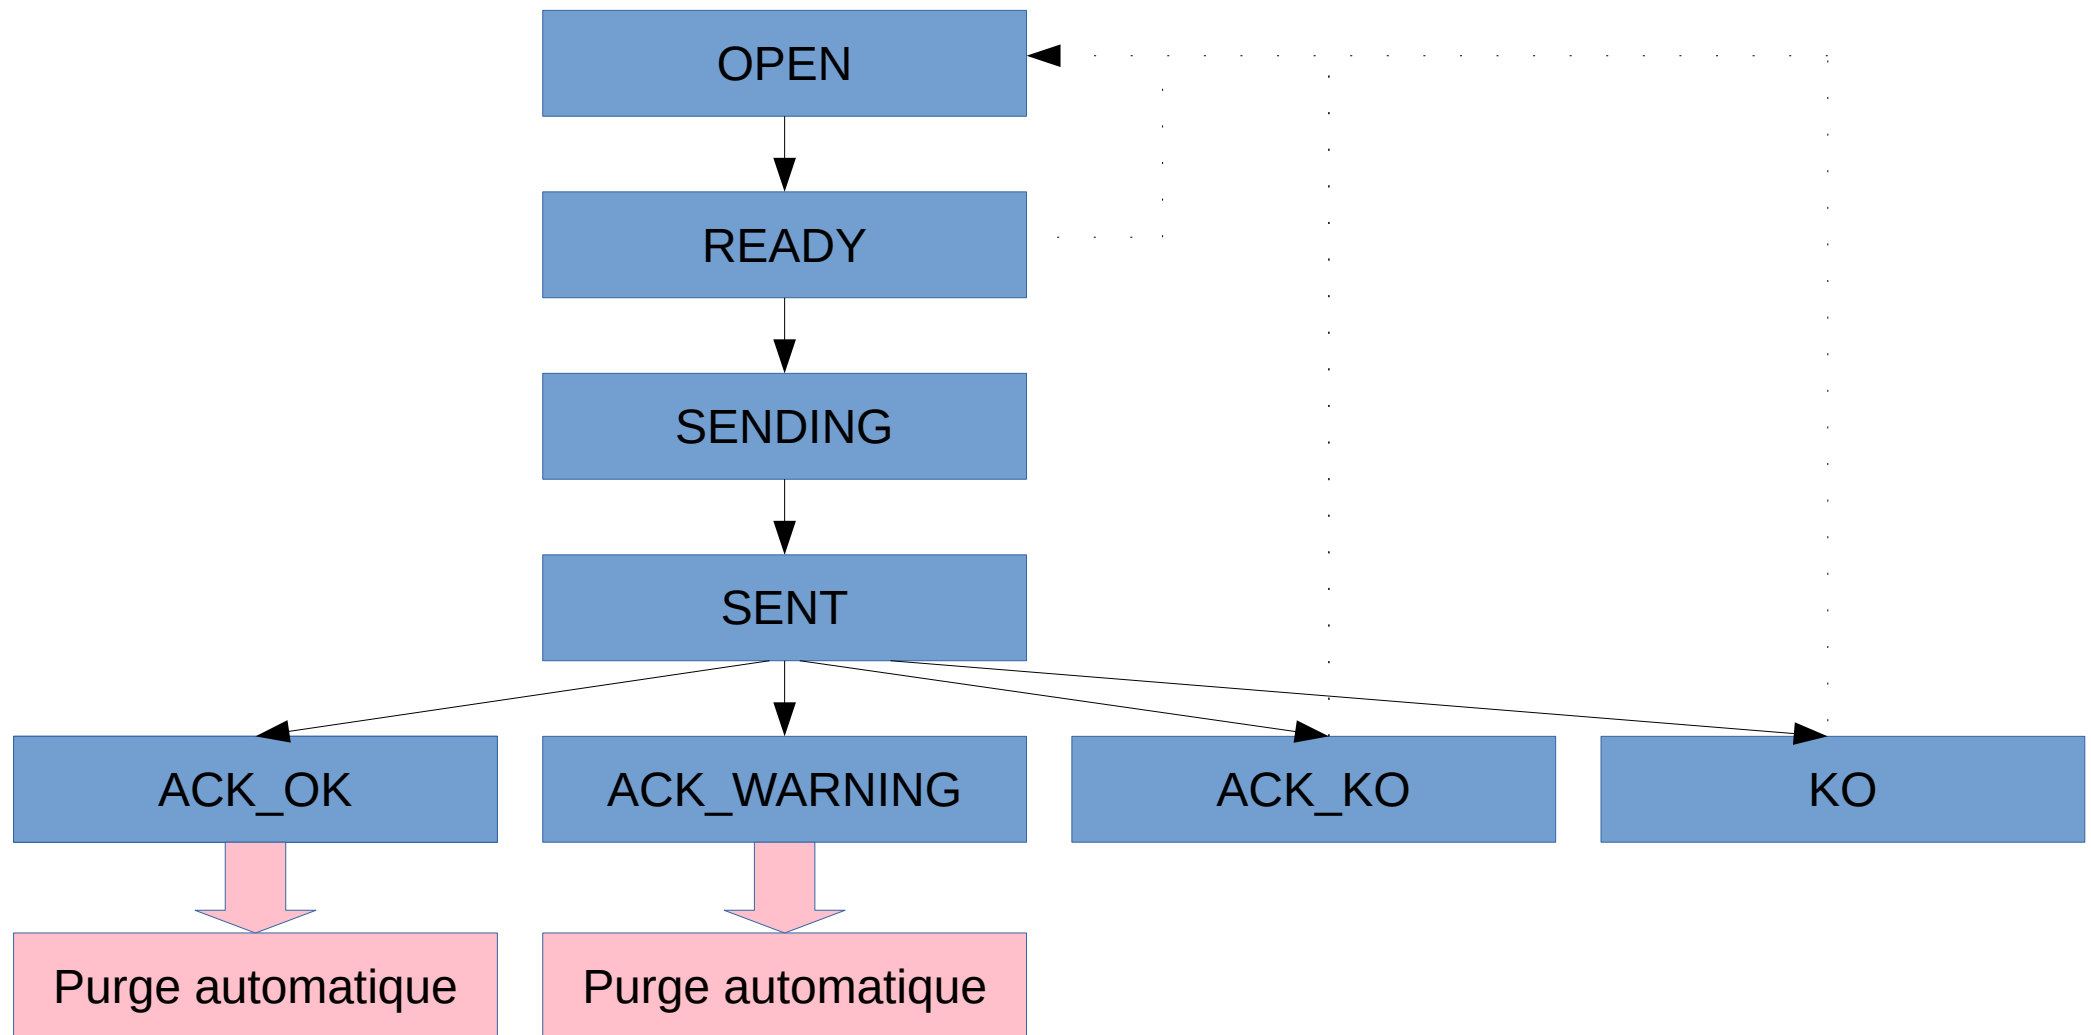 OPEN
READY
SENDING
SENT
ACK_OK
ACK_WARNING
ACK_KO
KO
Purge automatique
Purge automatique